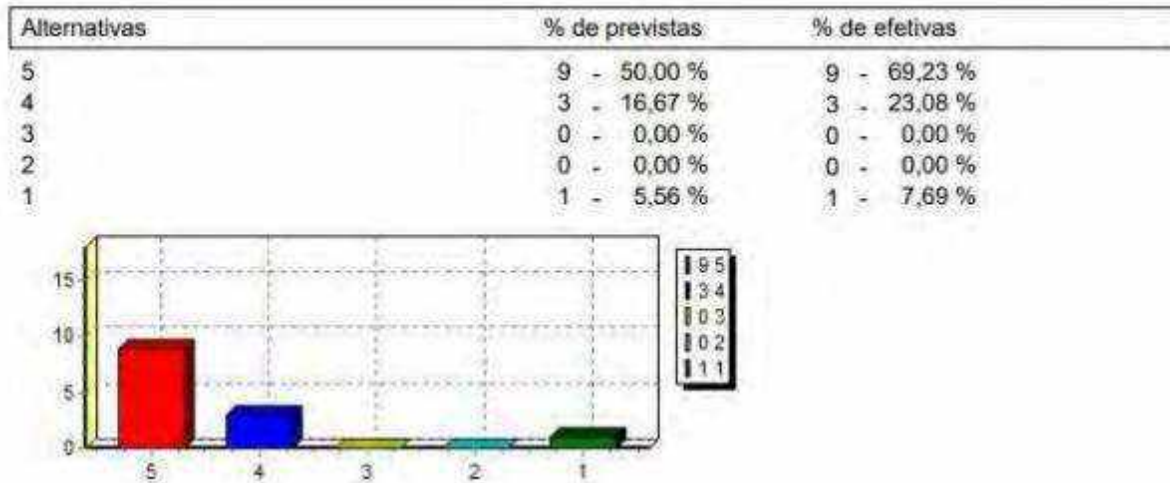 Alternativas % de previstas % de efetivas
5 9 - 50,00 % 9 - 69,23 %
4 3 - 16,67 % 3 - 23,08 %
3 0 - 0,00 % 0 - 0,00 %
2 0 - 0,00 % 0 - 0,00 %
1 1 - 5,56 % 1 - 7,69 %
15
10
5
0
5 4 3 2 1
9 5
3 4
0 3
0 2
1 1